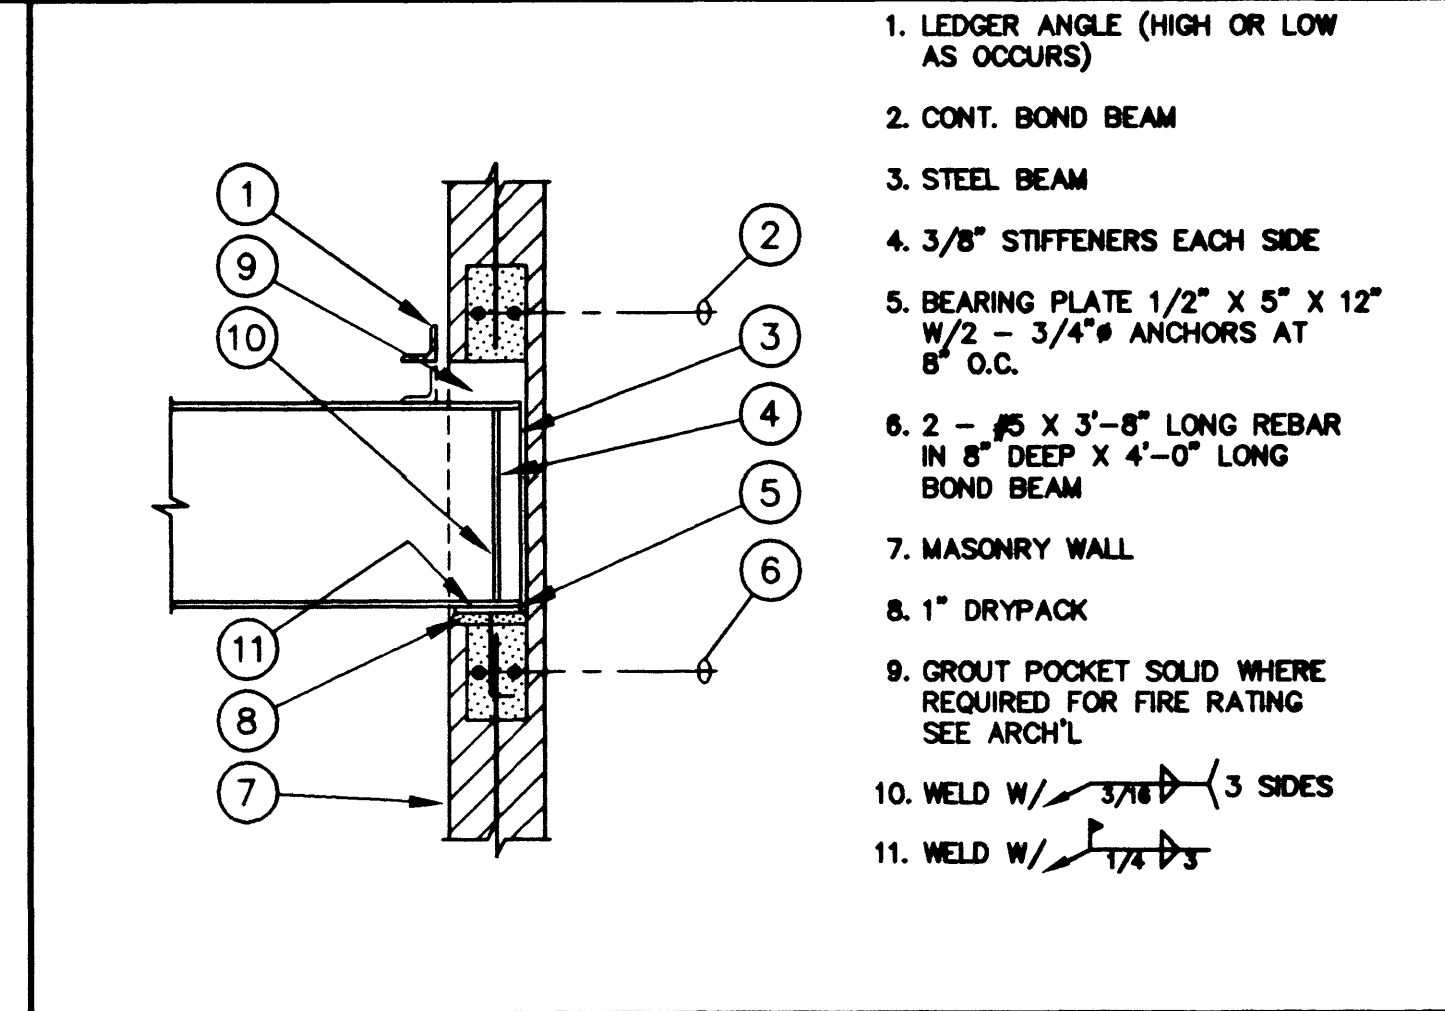 1. LEDGER ANGLE (HIGH OR LOW
AS OCCURS)
2. CONT. BOND BEAM
3. STEEL BEAM
4. 3/8" STIFFENERS EACH SIDE
5. BEARING PLATE 1/2" X 5" X 12"
W/2 - 3/4"ø ANCHORS AT
8" O.C.
6. 2 - #5 X 3'-8" LONG REBAR
IN 8" DEEP X 4'-0" LONG
BOND BEAM
7. MASONRY WALL
8. 1" DRYPACK
9. GROUT POCKET SOLID WHERE
REQUIRED FOR FIRE RATING
SEE ARCH'L
10. WELD W/ 3/16 3 SIDES
11. WELD W/ 1/4 3
1
9
10
11
8
7
2
3
4
5
6